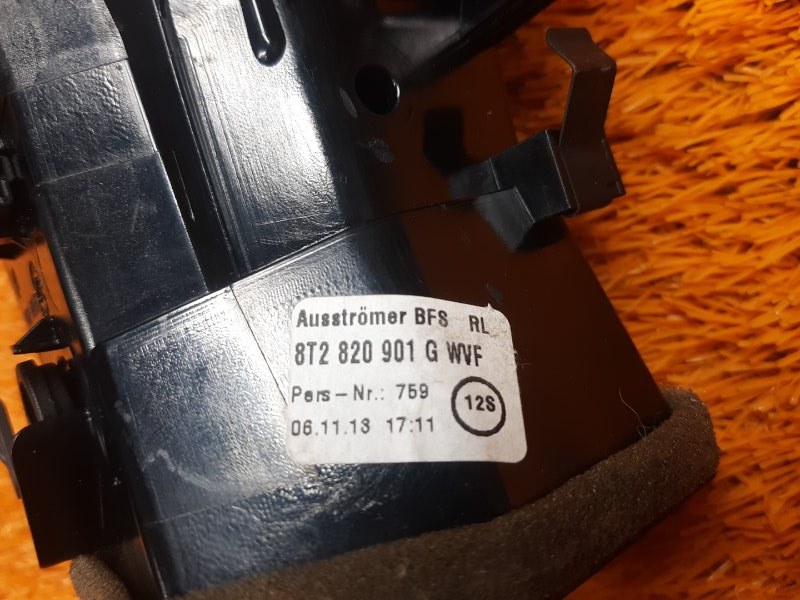 Ausströmer BFS RL
8T2 820 901 G WVF
Pers-Nr.: 759
12S
06.11.13 17:11